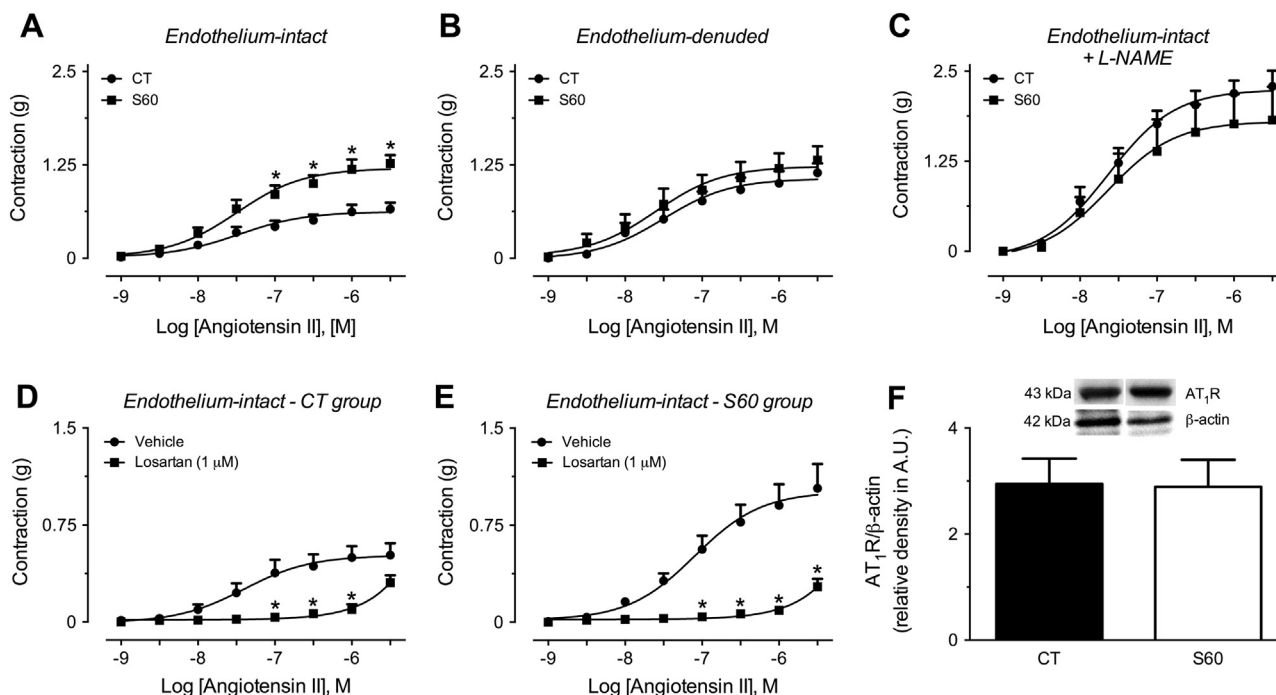 A
Endothelium-intact
CT
S60
2.5
1.25
0
Contraction (g)
* * * *
-9 -8 -7 -6
Log [Angiotensin II], [M]
B
Endothelium-denuded
CT
S60
2.5
1.25
0
Contraction (g)
-9 -8 -7 -6
Log [Angiotensin II], M
C
Endothelium-intact
+ L-NAME
CT
S60
2.5
1.25
0
Contraction (g)
-9 -8 -7 -6
Log [Angiotensin II], M
D
Endothelium-intact - CT group
Vehicle
Losartan (1 μM)
1.5
0.75
0
Contraction (g)
* * *
-9 -8 -7 -6
Log [Angiotensin II], M
E
Endothelium-intact - S60 group
Vehicle
Losartan (1 μM)
1.5
0.75
0
Contraction (g)
* * * *
-9 -8 -7 -6
Log [Angiotensin II], M
F
43 kDa AT₁R
42 kDa β-actin
4
2
0
AT₁R/β-actin
(relative density in A.U.)
CT S60